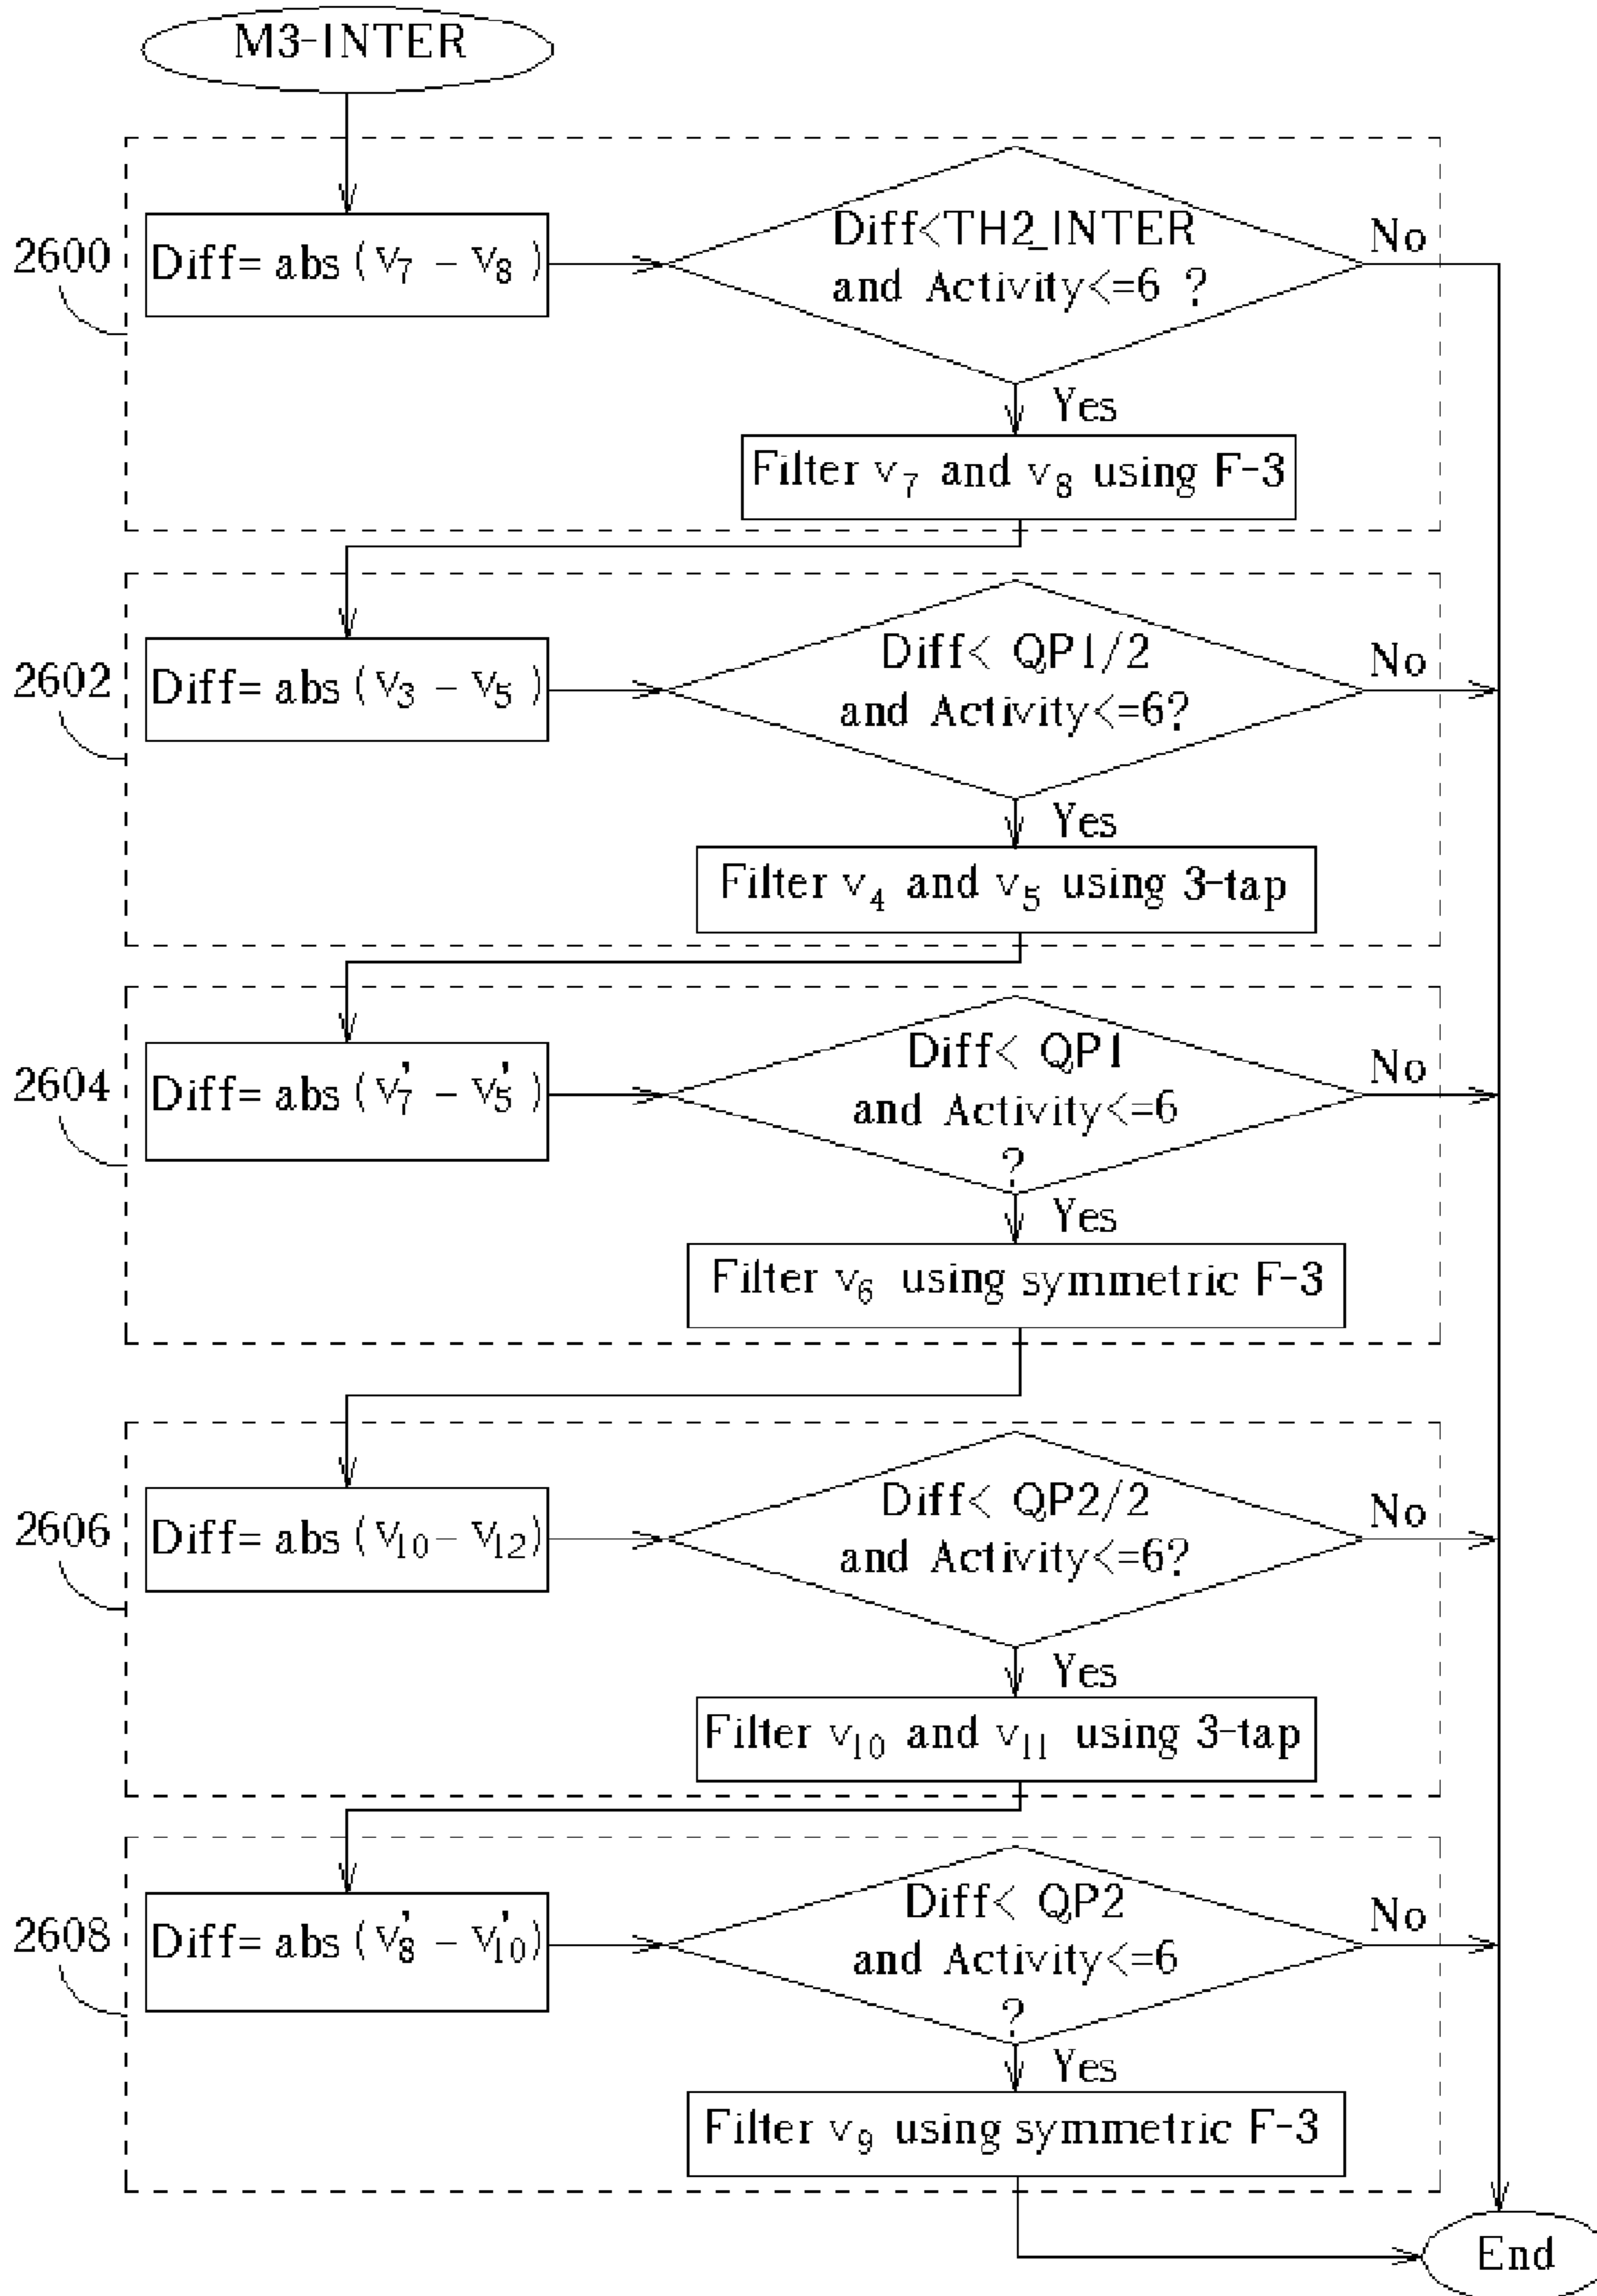 M3-INTER
2600
Diff= abs ( V₇ - V₈ )
Diff<TH2_INTER
and Activity<=6 ?
No
Yes
Filter v₇ and v₈ using F-3
2602
Diff= abs ( V₃ - V₅ )
Diff< QP1/2
and Activity<=6?
No
Yes
Filter v₄ and v₅ using 3-tap
2604
Diff= abs ( V₇' - V₅' )
Diff< QP1
and Activity<=6
?
No
Yes
Filter v₆ using symmetric F-3
2606
Diff= abs ( V₁₀ - V₁₂ )
Diff< QP2/2
and Activity<=6?
No
Yes
Filter v₁₀ and v₁₁ using 3-tap
2608
Diff= abs ( V₈' - V₁₀' )
Diff< QP2
and Activity<=6
?
No
Yes
Filter v₉ using symmetric F-3
End